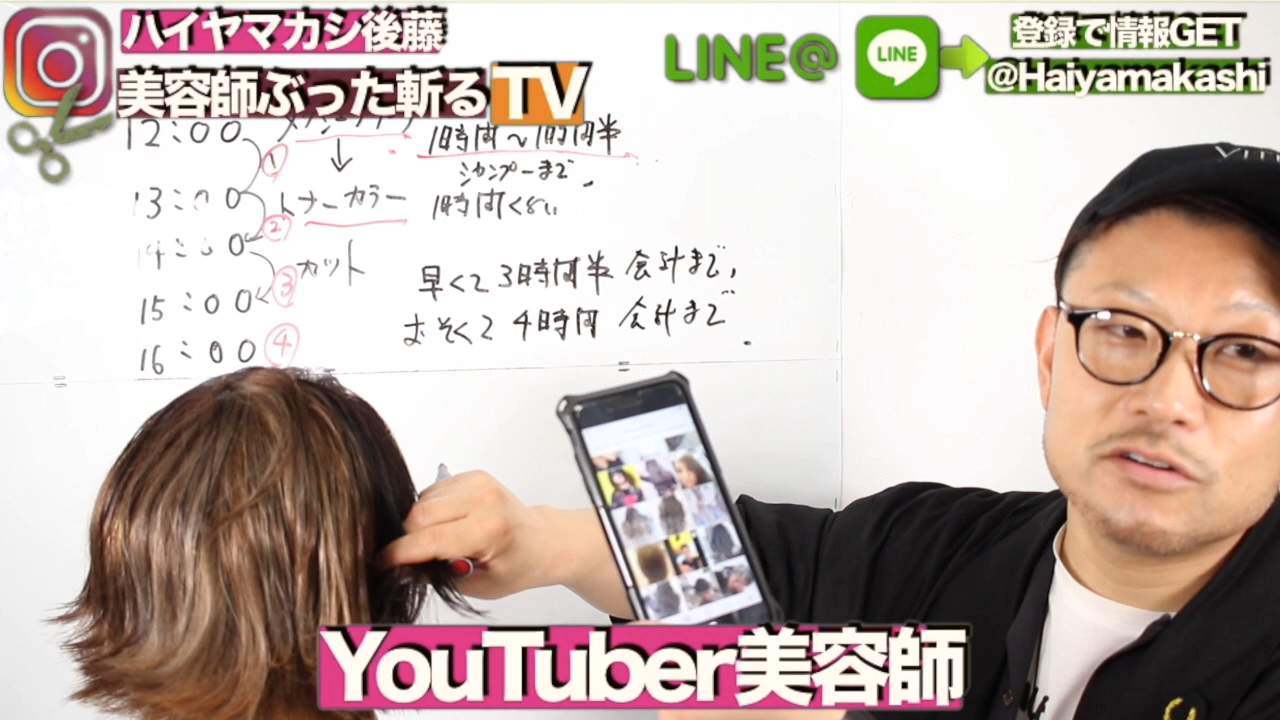 ハイヤマカシ後藤
美容師ぶった斬るTV
LINE@
LINE
登録で情報GET
@Haiyamakashi
12:00
① 1時間〜1時間半
シャンプーまで
13:00 トナーカラー 1時間くらい
②
14:00
カット
③
15:00
早くて3時間半 会計まで
おそくて4時間 会計まで
16:00 ④
YouTuber美容師